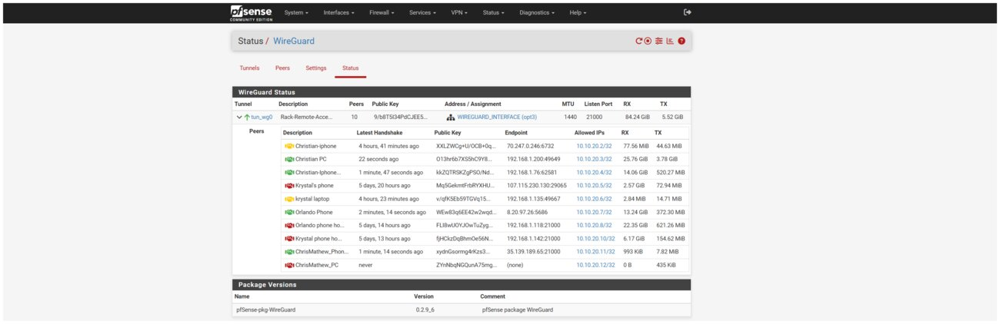 pfsense System Interfaces Firewall Services VPN Status Diagnostics Help
COMMUNITY EDITION
Status / WireGuard
Tunnels Peers Settings Status
WireGuard Status
Tunnel Description Peers Public Key Address / Assignment MTU Listen Port RX TX
tun_wg0 Rack-Remote-Acce... 10 9/b8T5I34PdCJEE5... WIREGUARD_INTERFACE (opt3) 1440 21000 84.24 GiB 5.52 GiB
Peers Description Latest Handshake Public Key Endpoint Allowed IPs RX TX
Christian-iphone 4 hours, 41 minutes ago XXLZWCg+U/OCB+0q... 70.247.0.246:6732 10.10.20.2/32 77.56 MiB 44.63 MiB
Christian PC 22 seconds ago O13hr6b7XS5hC9Y8... 192.168.1.200:49649 10.10.20.3/32 25.76 GiB 3.78 GiB
Christian-Iphone... 1 minute, 47 seconds ago kkZQTRSKZgPSO/Nd... 192.168.1.76:62581 10.10.20.4/32 14.06 GiB 520.27 MiB
Krystal's phone 5 days, 20 hours ago Mq5GekmtFrbRYXHU... 107.115.230.130:29065 10.10.20.5/32 2.57 GiB 72.94 MiB
krystal laptop 4 hours, 23 minutes ago v/qfK5Eb59TGVq15... 192.168.1.135:49667 10.10.20.6/32 2.84 MiB 14.71 MiB
Orlando Phone 2 minutes, 14 seconds ago WEw83q6EE42w2wqd... 8.20.97.26:5686 10.10.20.7/32 13.24 GiB 372.30 MiB
Orlando phone ho... 5 days, 14 hours ago FLI8wUOYJOwTuZyg... 192.168.1.118:21000 10.10.20.8/32 22.35 GiB 621.26 MiB
Krystal phone ho... 5 days, 13 hours ago fjHCkzDqBhmOe56N... 192.168.1.142:21000 10.10.20.10/32 6.17 GiB 154.62 MiB
ChrisMathew_Phon... 1 minute, 14 seconds ago xydnGsormg4rKzs3... 35.139.189.65:21000 10.10.20.11/32 993 KiB 7.82 MiB
ChrisMathew_PC never ZYnNbqNGQunA75mg... (none) 10.10.20.12/32 0 B 435 KiB
Package Versions
Name Version Comment
pfSense-pkg-WireGuard 0.2.9_6 pfSense package WireGuard